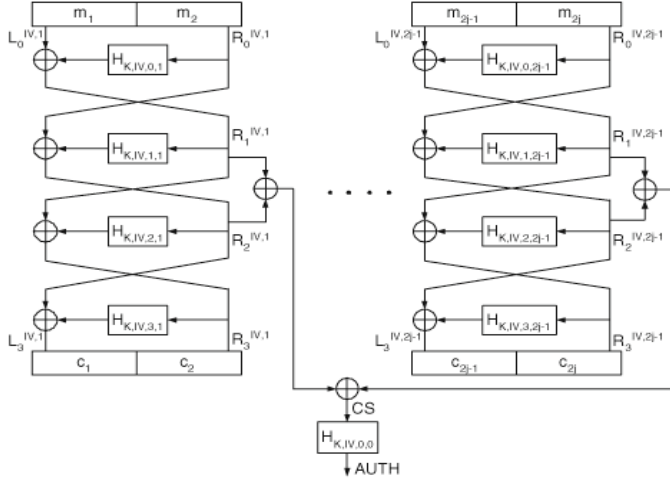 m1 m2 m2j-1 m2j
L0^IV,1 R0^IV,1 L0^IV,2j-1 R0^IV,2j-1
HK,IV,0,1 HK,IV,0,2j-1
R1^IV,1 R1^IV,2j-1
HK,IV,1,1 HK,IV,1,2j-1
. . . .
HK,IV,2,1 HK,IV,2,2j-1
R2^IV,1 R2^IV,2j-1
HK,IV,3,1 HK,IV,3,2j-1
L3^IV,1 R3^IV,1 L3^IV,2j-1 R3^IV,2j-1
c1 c2 c2j-1 c2j
CS
HK,IV,0,0
AUTH